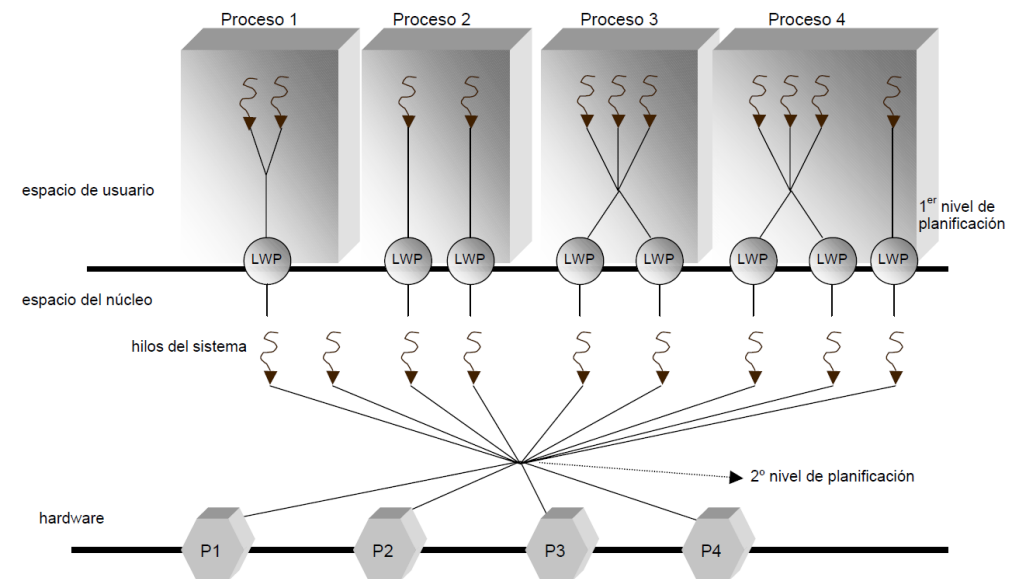 Proceso 1
Proceso 2
Proceso 3
Proceso 4
espacio de usuario
1er nivel de
planificación
LWP
LWP
LWP
LWP
LWP
LWP
LWP
LWP
espacio del núcleo
hilos del sistema
2º nivel de planificación
hardware
P1
P2
P3
P4